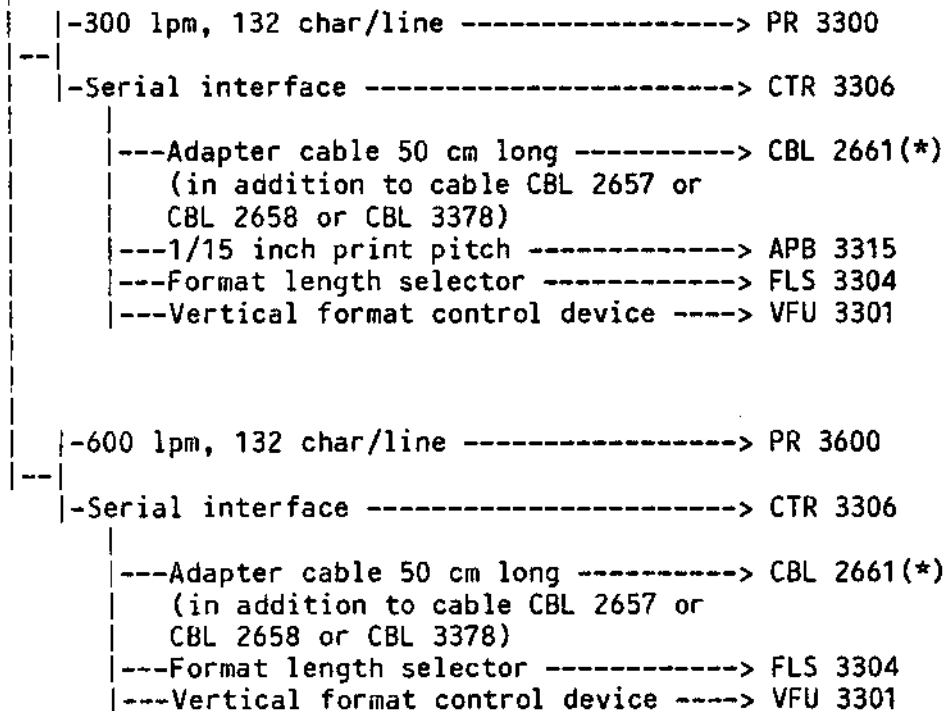 |-300 lpm, 132 char/line -----------------> PR 3300
|--|
|-Serial interface -----------------------> CTR 3306
|---Adapter cable 50 cm long ----------> CBL 2661(*)
(in addition to cable CBL 2657 or
CBL 2658 or CBL 3378)
|---1/15 inch print pitch -------------> APB 3315
|---Format length selector ------------> FLS 3304
|---Vertical format control device ----> VFU 3301
|-600 lpm, 132 char/line -----------------> PR 3600
|--|
|-Serial interface -----------------------> CTR 3306
|---Adapter cable 50 cm long ----------> CBL 2661(*)
(in addition to cable CBL 2657 or
CBL 2658 or CBL 3378)
|---Format length selector ------------> FLS 3304
|---Vertical format control device ----> VFU 3301